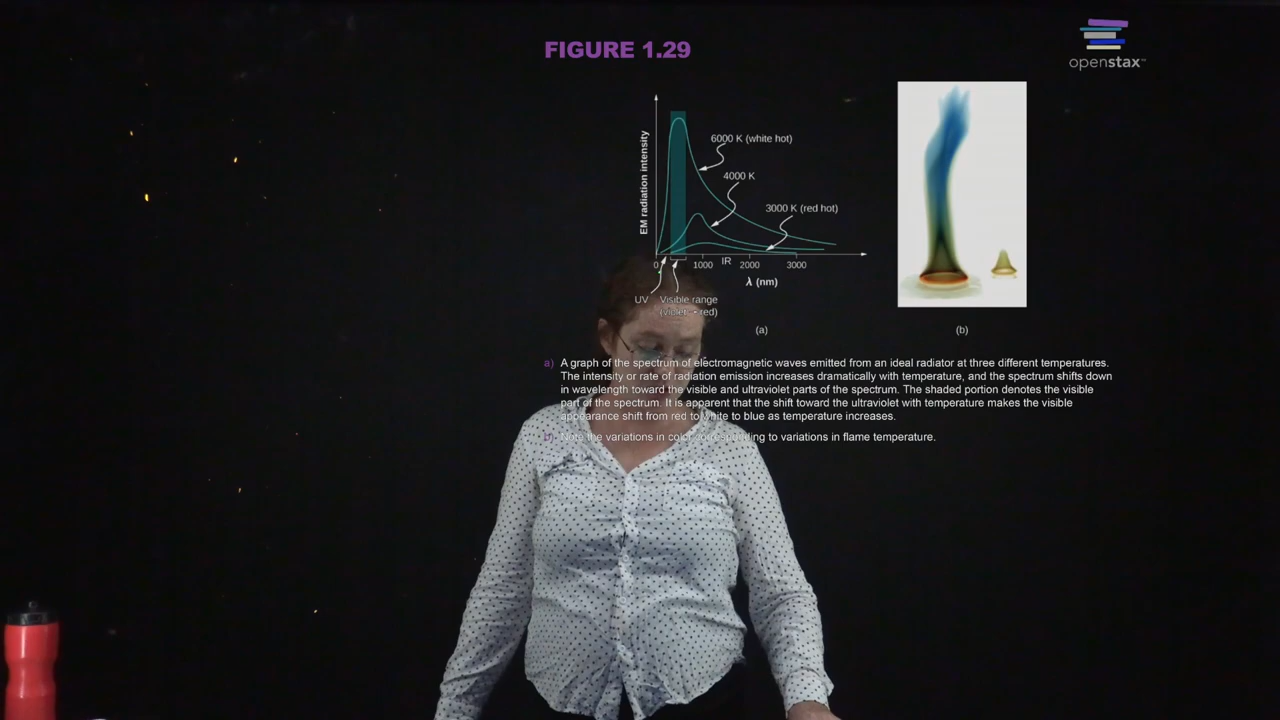 FIGURE 1.29
openstax™
EM radiation intensity
6000 K (white hot)
4000 K
3000 K (red hot)
0 1000 IR 2000 3000
λ (nm)
UV Visible range
(violet → red)
(a)
(b)
a) A graph of the spectrum of electromagnetic waves emitted from an ideal radiator at three different temperatures.
The intensity or rate of radiation emission increases dramatically with temperature, and the spectrum shifts down
in wavelength toward the visible and ultraviolet parts of the spectrum. The shaded portion denotes the visible
part of the spectrum. It is apparent that the shift toward the ultraviolet with temperature makes the visible
appearance shift from red to white to blue as temperature increases.
b) Note the variations in color corresponding to variations in flame temperature.